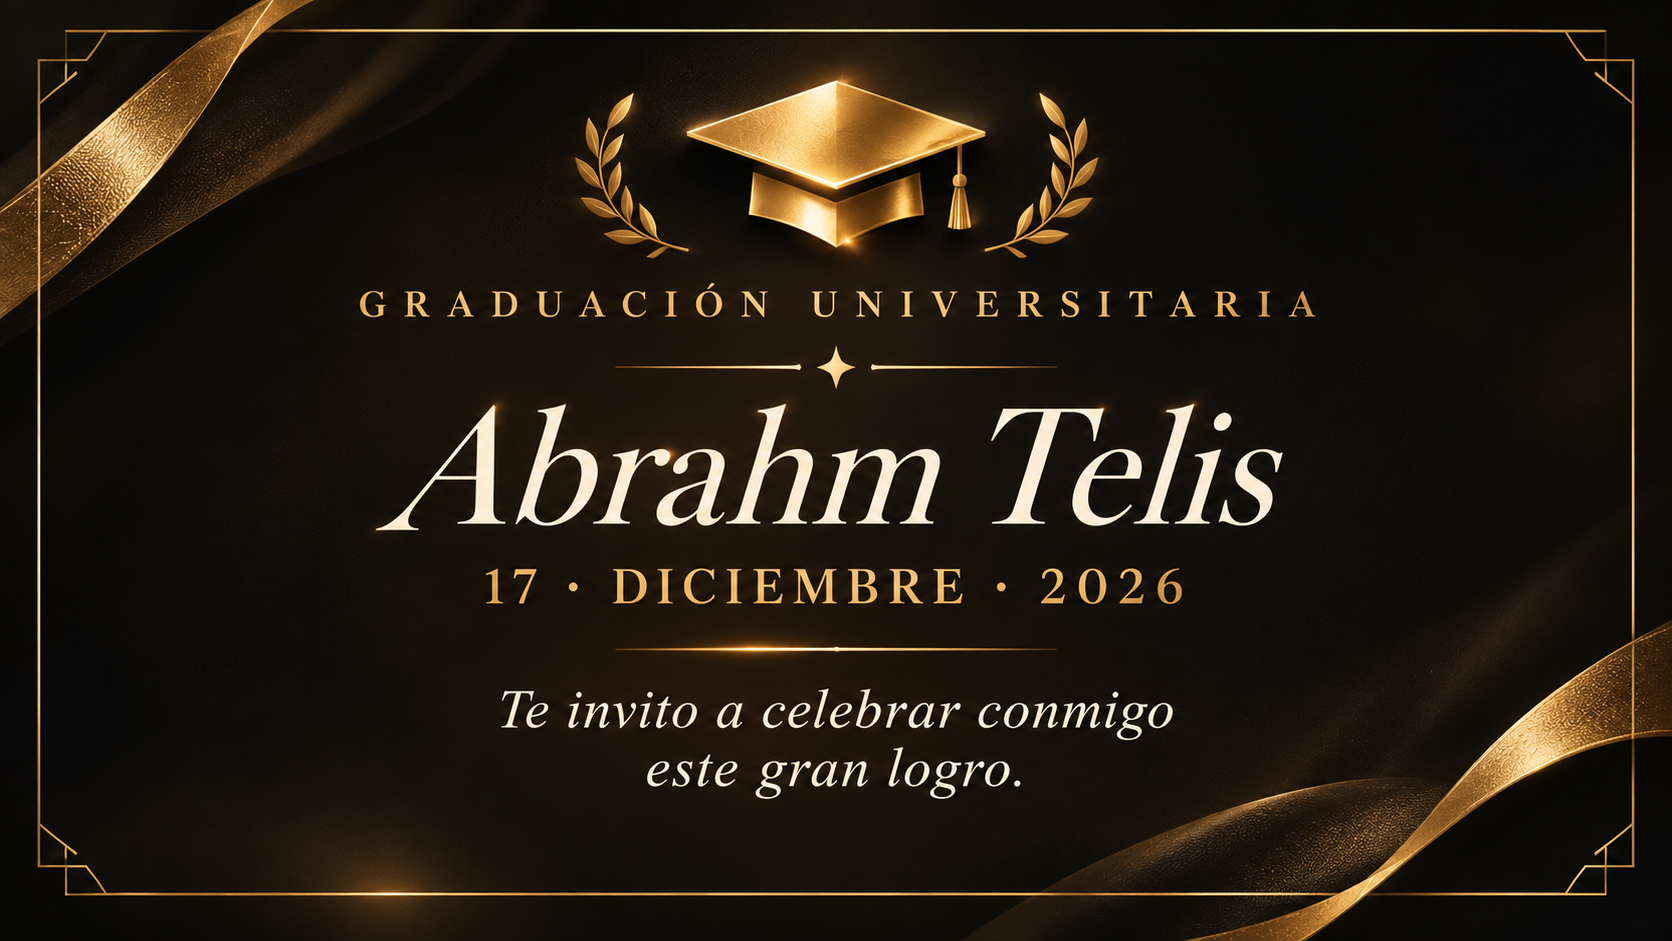 GRADUACIÓN UNIVERSITARIA
Abrahm Telis
17 · DICIEMBRE · 2026
Te invito a celebrar conmigo
este gran logro.